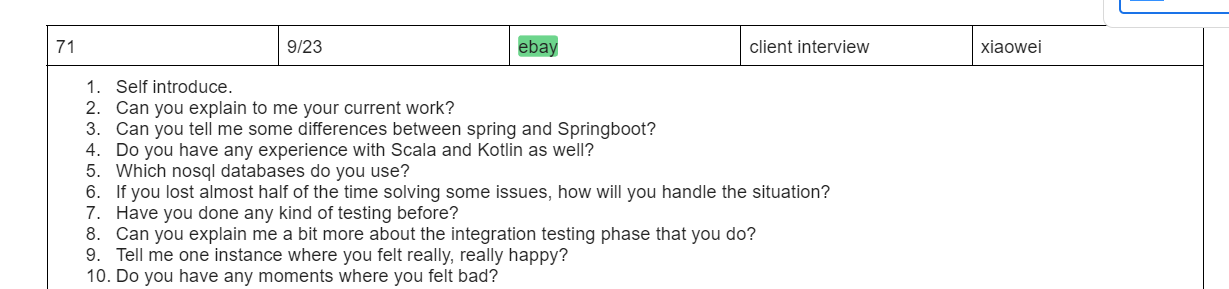 71 9/23 ebay client interview xiaowei
1. Self introduce.
2. Can you explain to me your current work?
3. Can you tell me some differences between spring and Springboot?
4. Do you have any experience with Scala and Kotlin as well?
5. Which nosql databases do you use?
6. If you lost almost half of the time solving some issues, how will you handle the situation?
7. Have you done any kind of testing before?
8. Can you explain me a bit more about the integration testing phase that you do?
9. Tell me one instance where you felt really, really happy?
10. Do you have any moments where you felt bad?